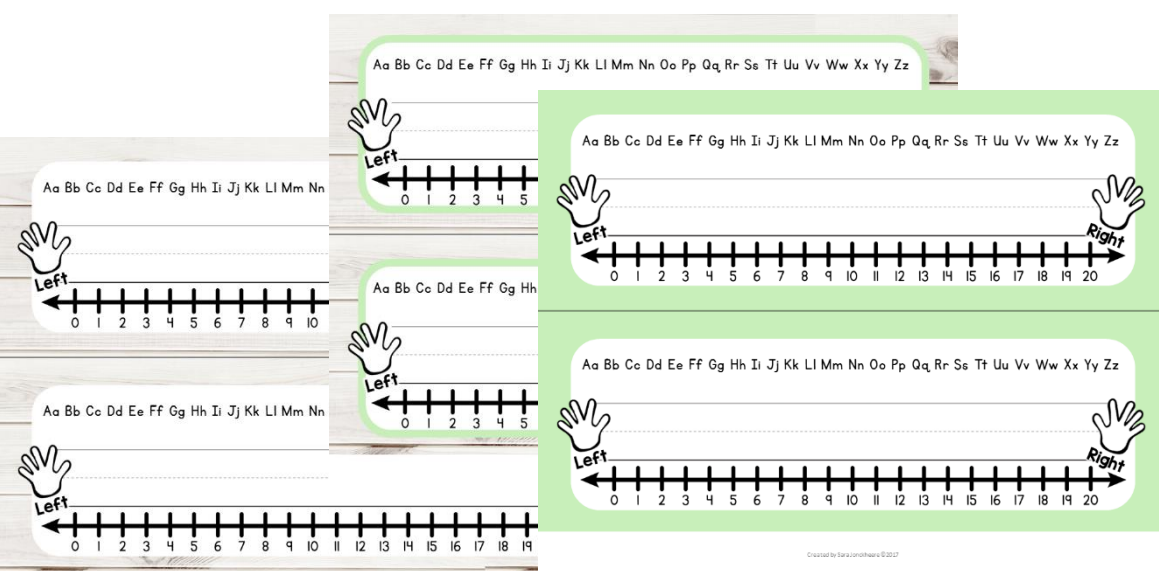 Aa Bb Cc Dd Ee Ff Gg Hh Ii Jj Kk Ll Mm Nn
Left
0 1 2 3 4 5 6 7 8 9 10
Aa Bb Cc Dd Ee Ff Gg Hh Ii Jj Kk Ll Mm Nn
Left
0 1 2 3 4 5 6 7 8 9 10 11 12 13 14 15 16 17 18 19
Aa Bb Cc Dd Ee Ff Gg Hh Ii Jj Kk Ll Mm Nn Oo Pp Qq Rr Ss Tt Uu Vv Ww Xx Yy Zz
Left
0 1 2 3 4 5
Aa Bb Cc Dd Ee Ff Gg Hh
Left
0 1 2 3 4 5
Aa Bb Cc Dd Ee Ff Gg Hh Ii Jj Kk Ll Mm Nn Oo Pp Qq Rr Ss Tt Uu Vv Ww Xx Yy Zz
Left Right
0 1 2 3 4 5 6 7 8 9 10 11 12 13 14 15 16 17 18 19 20
Aa Bb Cc Dd Ee Ff Gg Hh Ii Jj Kk Ll Mm Nn Oo Pp Qq Rr Ss Tt Uu Vv Ww Xx Yy Zz
Left Right
0 1 2 3 4 5 6 7 8 9 10 11 12 13 14 15 16 17 18 19 20
Created by Sara ©2017